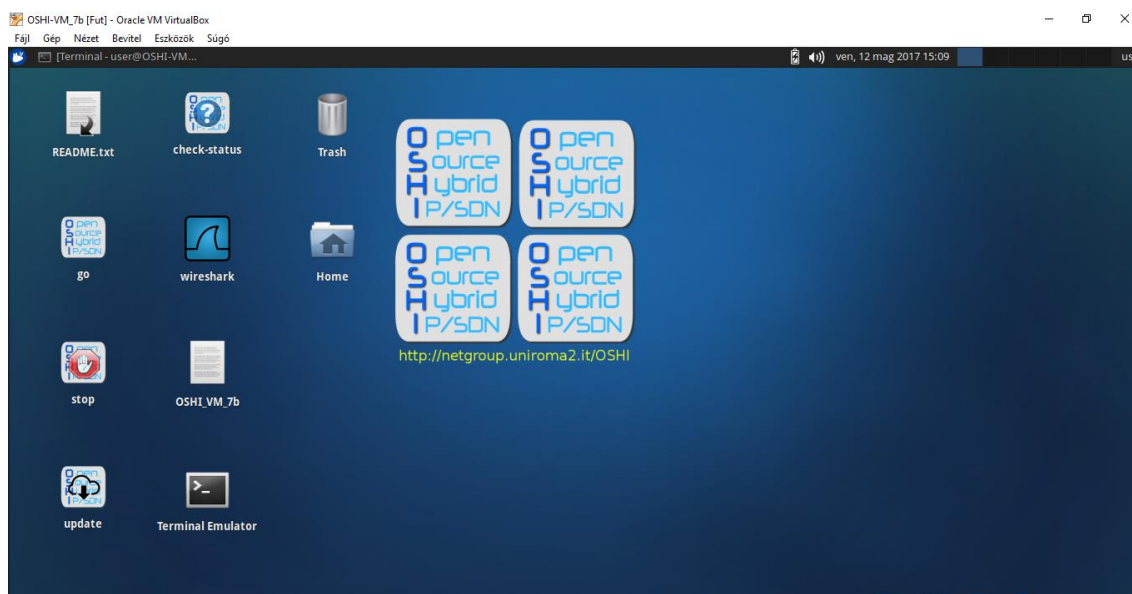 OSHI-VM_7b [Fut] - Oracle VM VirtualBox
Fájl Gép Nézet Bevitel Eszközök Súgó
[Terminal - user@OSHI-VM... ven, 12 mag 2017 15:09 us
README.txt
check-status
Trash
go
wireshark
Home
stop
OSHI_VM_7b
update
Terminal Emulator
Open
Source
Hybrid
IP/SDN
Open
Source
Hybrid
IP/SDN
Open
Source
Hybrid
IP/SDN
Open
Source
Hybrid
IP/SDN
http://netgroup.uniroma2.it/OSHI